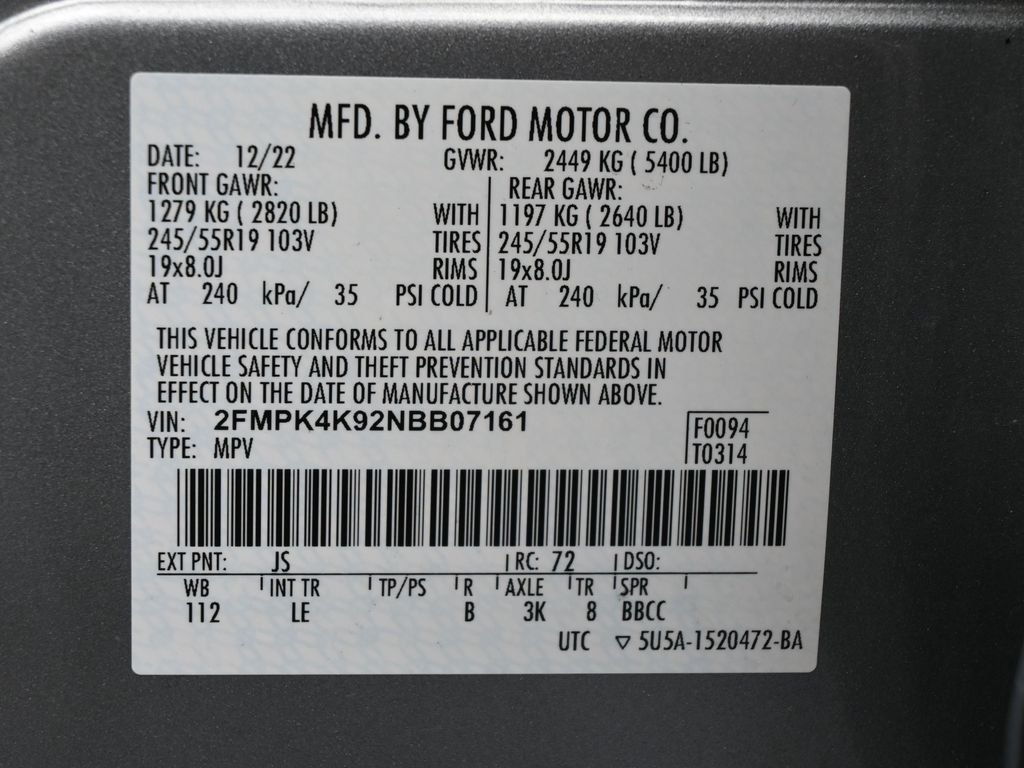 MFD. BY FORD MOTOR CO.
DATE: 12/22 GVWR: 2449 KG ( 5400 LB)
FRONT GAWR: REAR GAWR:
1279 KG ( 2820 LB) WITH 1197 KG ( 2640 LB) WITH
245/55R19 103V TIRES 245/55R19 103V TIRES
19x8.0J RIMS 19x8.0J RIMS
AT 240 kPa/ 35 PSI COLD AT 240 kPa/ 35 PSI COLD
THIS VEHICLE CONFORMS TO ALL APPLICABLE FEDERAL MOTOR
VEHICLE SAFETY AND THEFT PREVENTION STANDARDS IN
EFFECT ON THE DATE OF MANUFACTURE SHOWN ABOVE.
VIN: 2FMPK4K92NBB07161 F0094
TYPE: MPV T0314
EXT PNT: JS RC: 72 DSO:
WB INT TR TP/PS R AXLE TR SPR
112 LE B 3K 8 BBCC
UTC ▽ 5U5A-1520472-BA